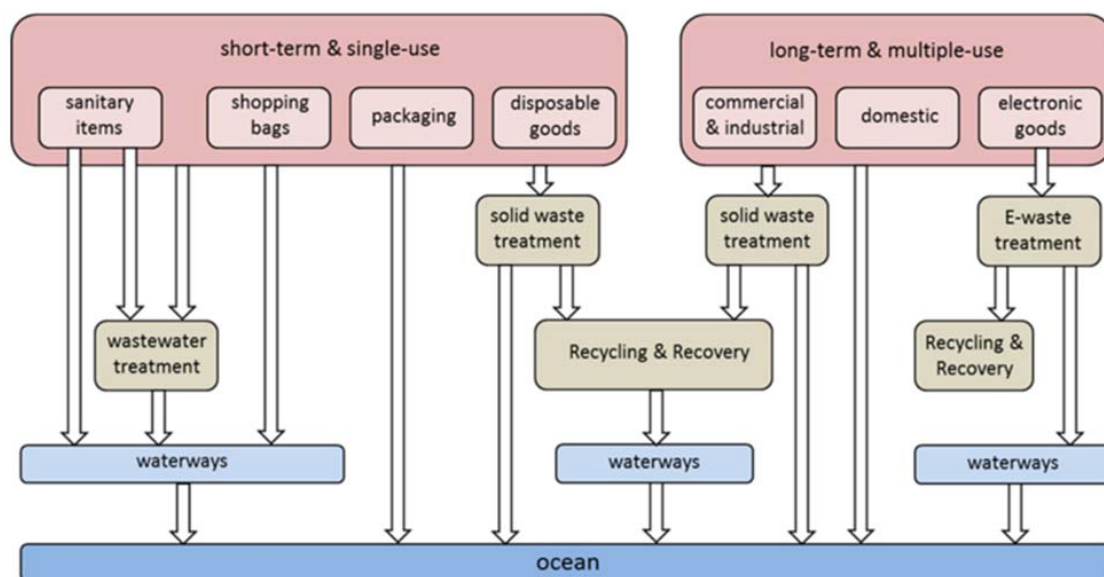 short-term & single-use
long-term & multiple-use
sanitary
items
shopping
bags
packaging
disposable
goods
commercial
& industrial
domestic
electronic
goods
solid waste
treatment
solid waste
treatment
E-waste
treatment
wastewater
treatment
Recycling & Recovery
Recycling &
Recovery
waterways
waterways
waterways
ocean